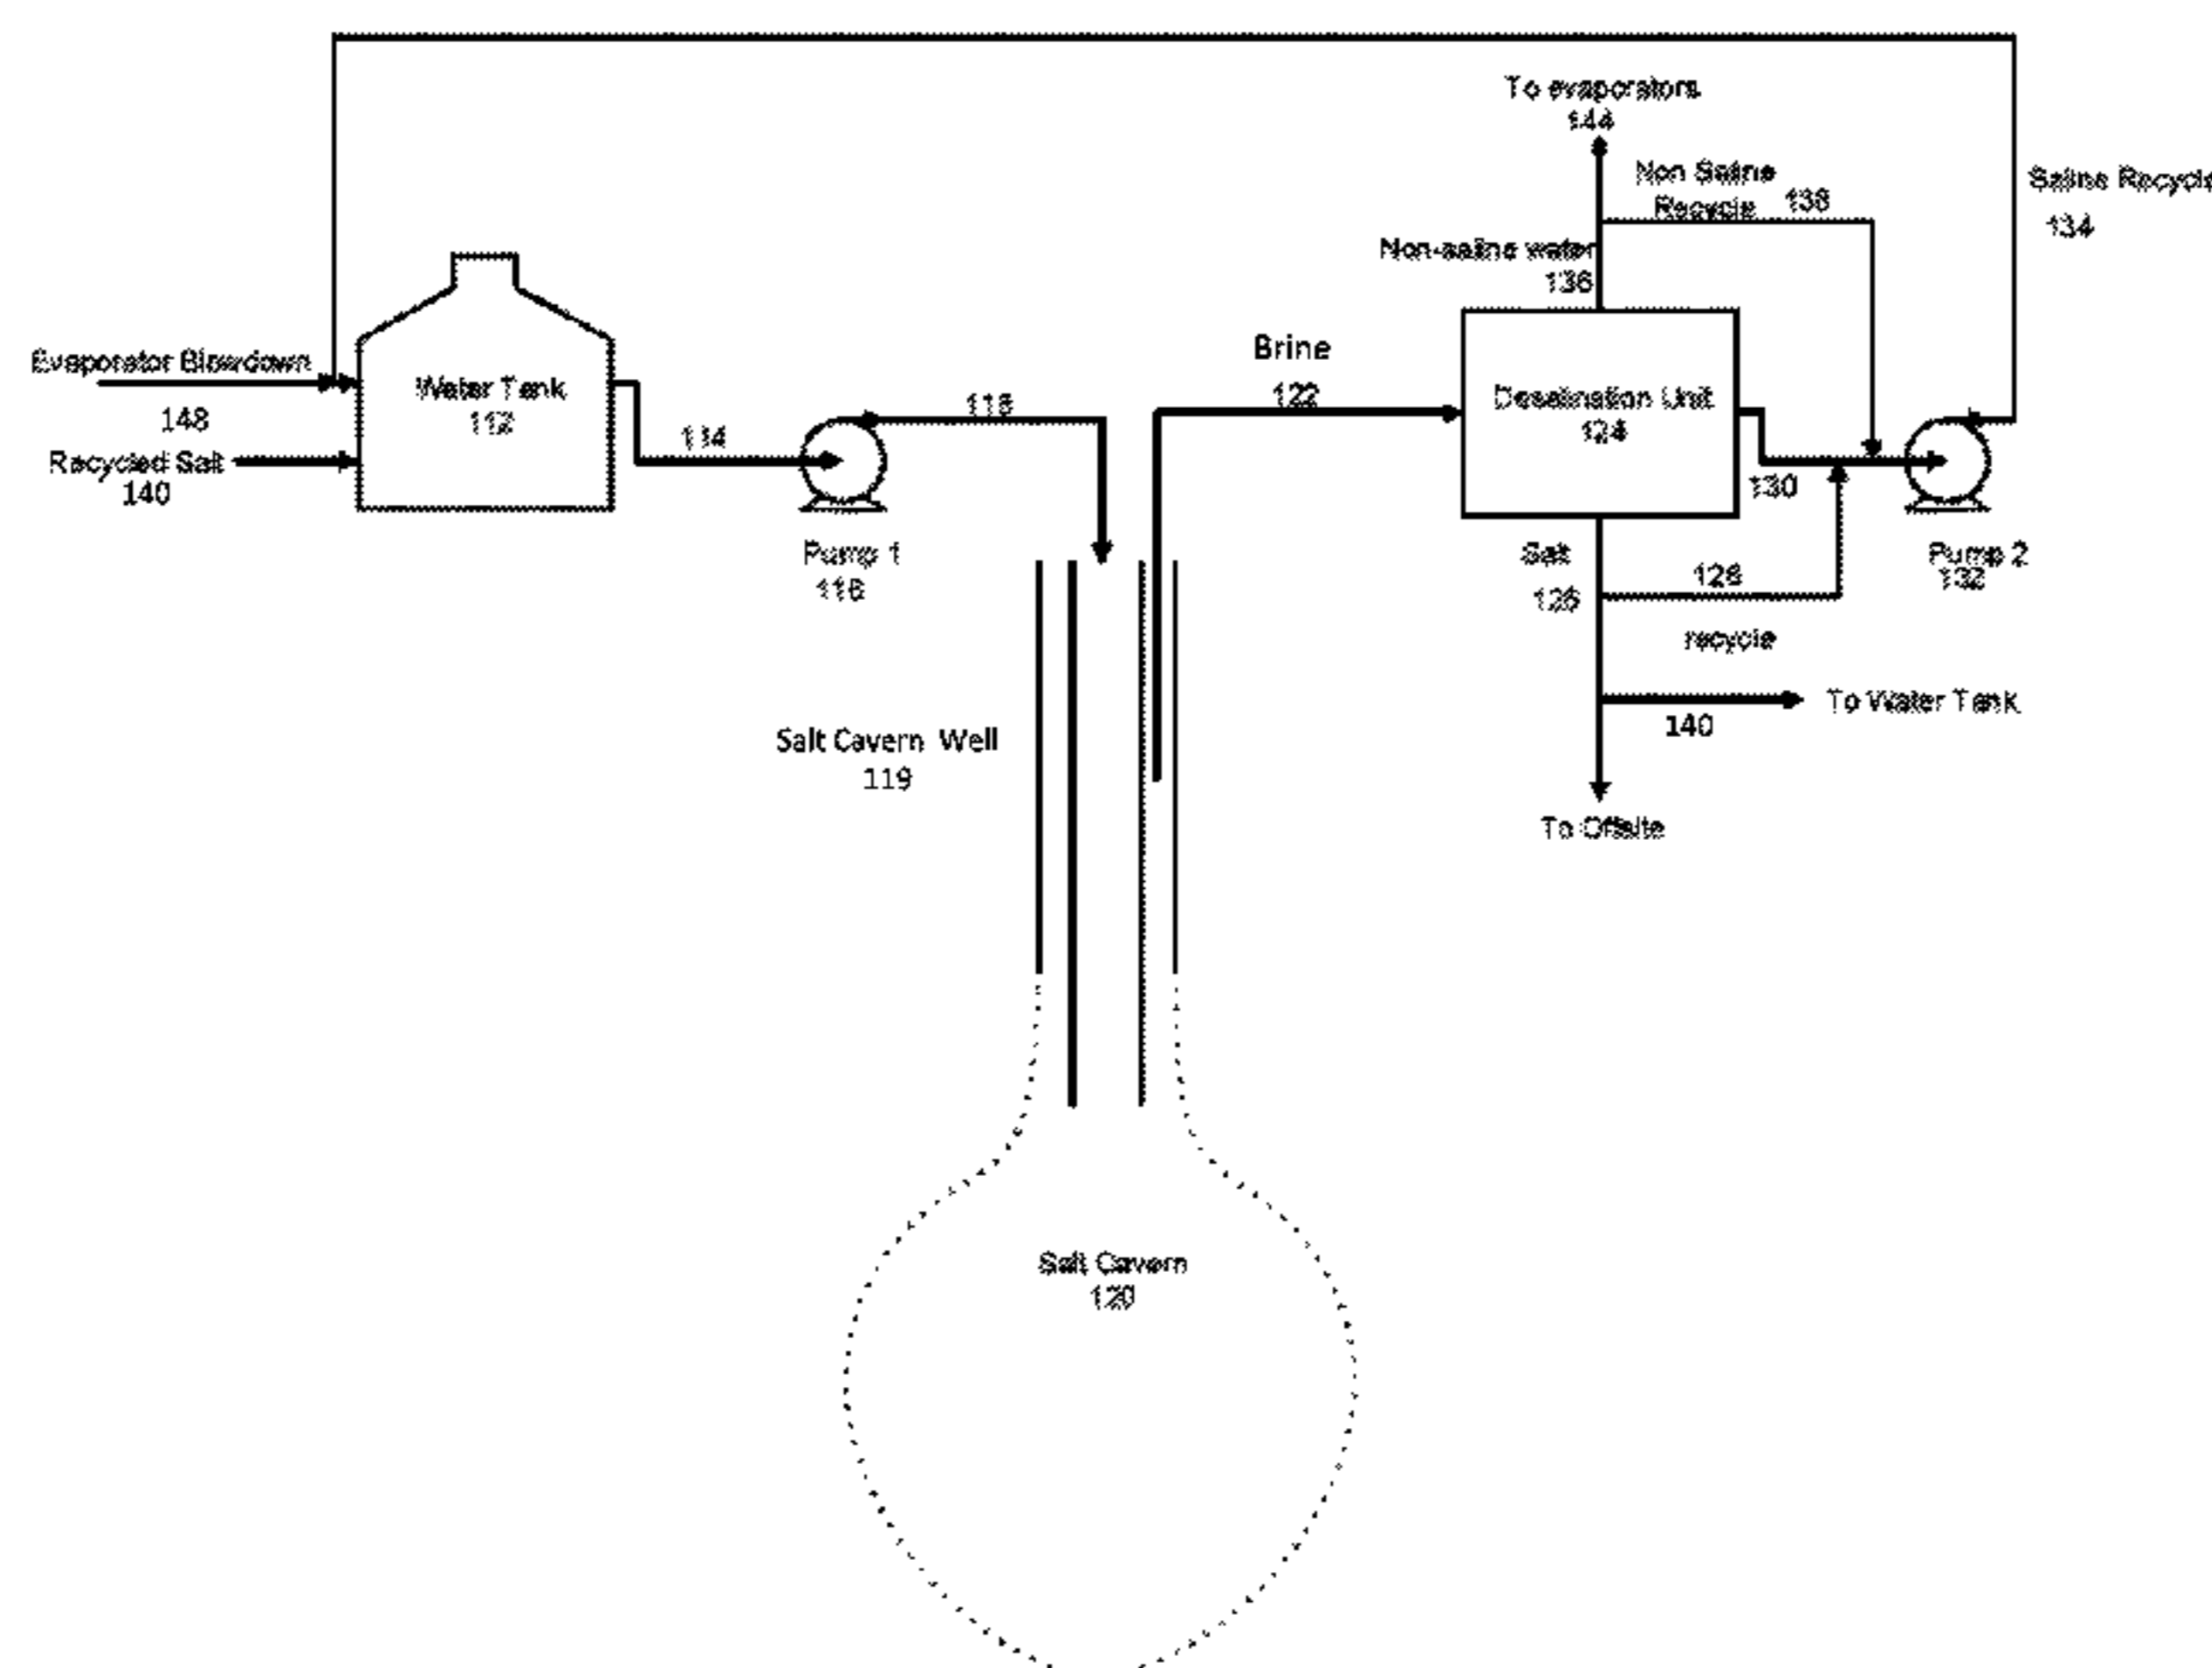 To evaporators
144
Non Saline
Recycle 138
Saline Recycle
134
Non-saline water
136
Evaporator Blowdown
148
Recycled Salt
140
Water Tank
112
114
118
Pump 1
116
Brine
122
Desalination Unit
124
130
Pump 2
132
Salt
126
128
recycle
140
To Water Tank
To Offsite
Salt Cavern Well
119
Salt Cavern
120